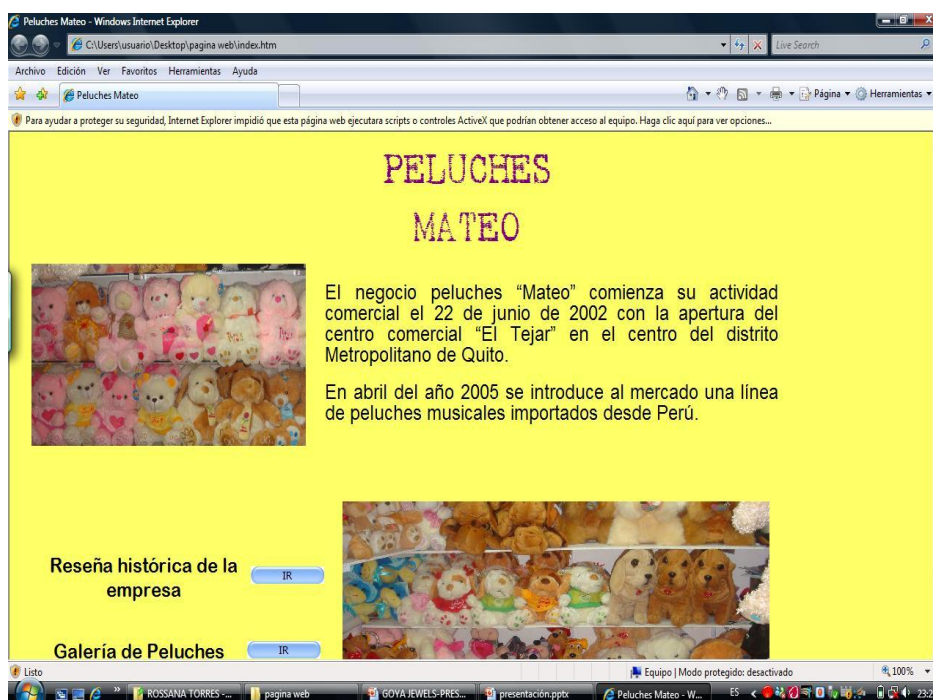 Peluches Mateo - Windows Internet Explorer
C:\Users\usuario\Desktop\pagina web\index.htm
Live Search
Archivo Edición Ver Favoritos Herramientas Ayuda
Peluches Mateo
Página Herramientas
Para ayudar a proteger su seguridad, Internet Explorer impidió que esta página web ejecutara scripts o controles ActiveX que podrían obtener acceso al equipo. Haga clic aquí para ver opciones...
PELUCHES
MATEO
El negocio peluches “Mateo” comienza su actividad
comercial el 22 de junio de 2002 con la apertura del
centro comercial “El Tejar” en el centro del distrito
Metropolitano de Quito.
En abril del año 2005 se introduce al mercado una línea
de peluches musicales importados desde Perú.
Reseña histórica de la
empresa
IR
Galería de Peluches
IR
Listo
Equipo | Modo protegido: desactivado
100%
ROSSANA TORRES -...
pagina web
GOYA JEWELS-PRES...
presentación.pptx
Peluches Mateo - W...
ES